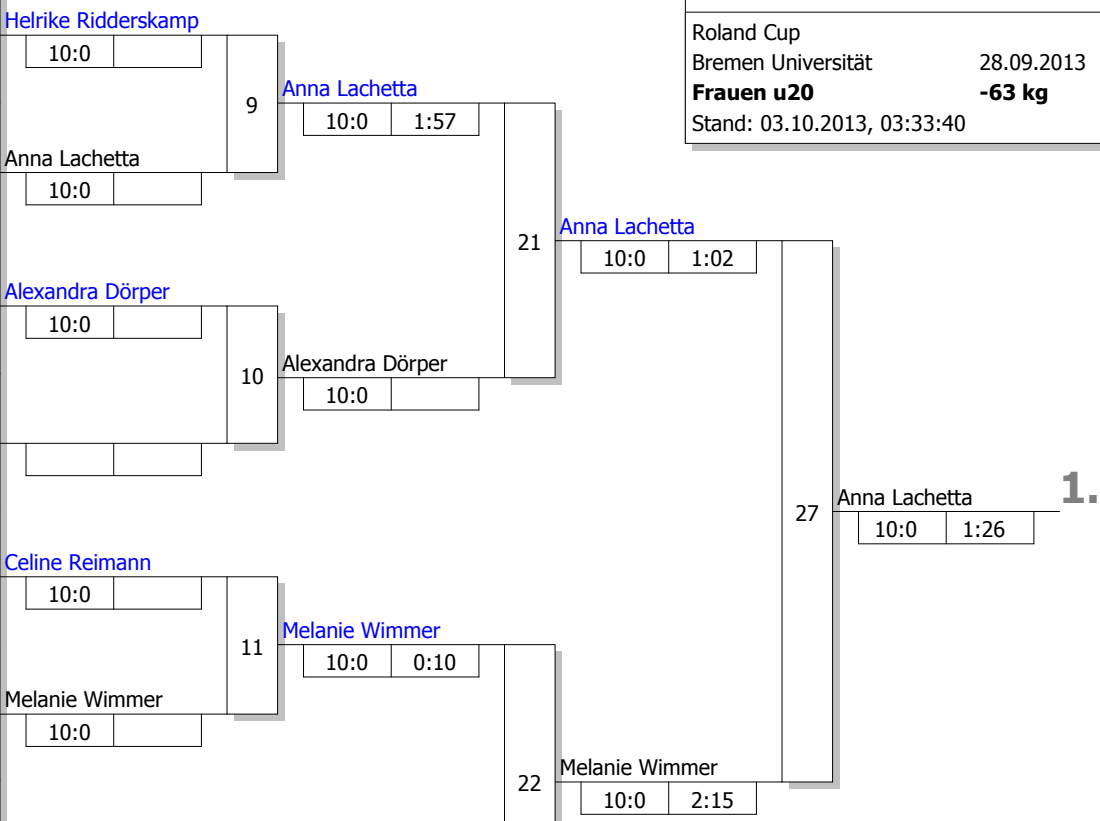 Helrike Ridderskamp
10:0
Roland Cup
Bremen Universität 28.09.2013
Frauen u20 -63 kg
Stand: 03.10.2013, 03:33:40
9
Anna Lachetta
10:0 1:57
Anna Lachetta
10:0
21
Anna Lachetta
10:0 1:02
Alexandra Dörper
10:0
10
Alexandra Dörper
10:0
27
Anna Lachetta
10:0 1:26
1.
Celine Reimann
10:0
11
Melanie Wimmer
10:0 0:10
Melanie Wimmer
10:0
22
Melanie Wimmer
10:0 2:15